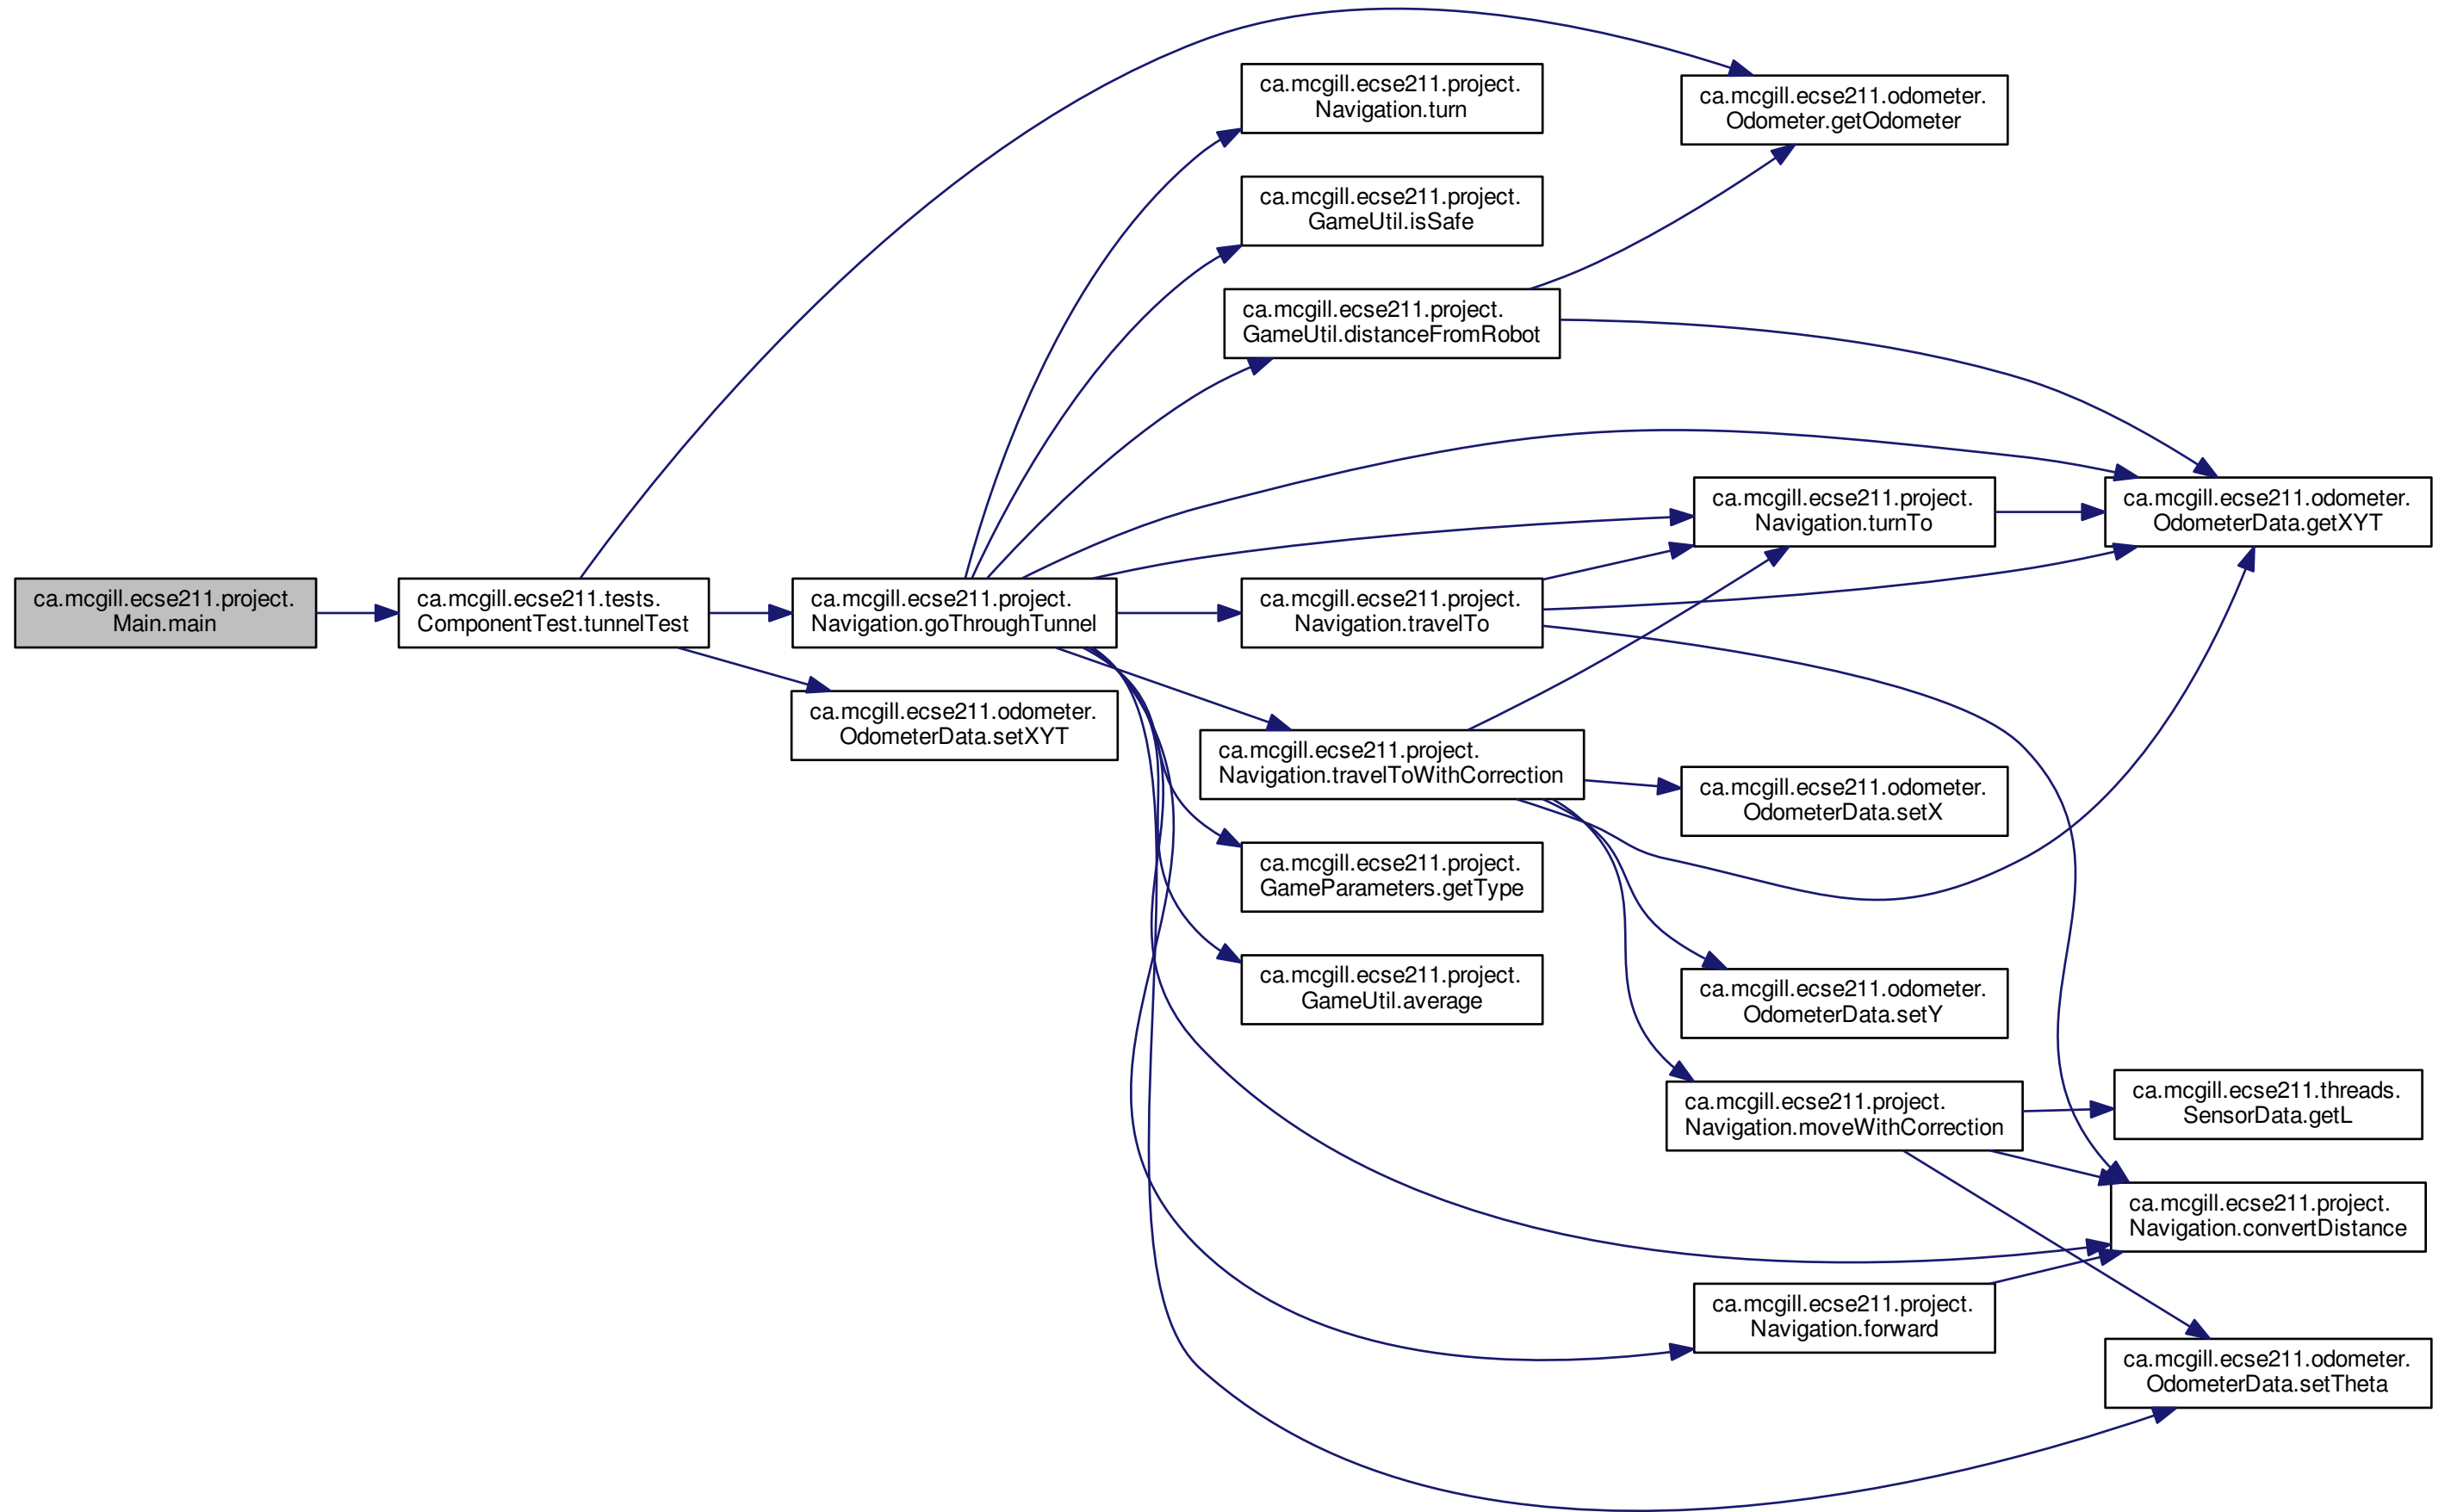 ca.mcgill.ecse211.project.
Main.main
ca.mcgill.ecse211.tests.
ComponentTest.tunnelTest
ca.mcgill.ecse211.project.
Navigation.goThroughTunnel
ca.mcgill.ecse211.odometer.
OdometerData.setXYT
ca.mcgill.ecse211.project.
Navigation.turn
ca.mcgill.ecse211.project.
GameUtil.isSafe
ca.mcgill.ecse211.project.
GameUtil.distanceFromRobot
ca.mcgill.ecse211.project.
Navigation.travelTo
ca.mcgill.ecse211.project.
Navigation.travelToWithCorrection
ca.mcgill.ecse211.project.
GameParameters.getType
ca.mcgill.ecse211.project.
GameUtil.average
ca.mcgill.ecse211.odometer.
Odometer.getOdometer
ca.mcgill.ecse211.project.
Navigation.turnTo
ca.mcgill.ecse211.odometer.
OdometerData.setX
ca.mcgill.ecse211.odometer.
OdometerData.setY
ca.mcgill.ecse211.project.
Navigation.moveWithCorrection
ca.mcgill.ecse211.project.
Navigation.forward
ca.mcgill.ecse211.odometer.
OdometerData.getXYT
ca.mcgill.ecse211.threads.
SensorData.getL
ca.mcgill.ecse211.project.
Navigation.convertDistance
ca.mcgill.ecse211.odometer.
OdometerData.setTheta